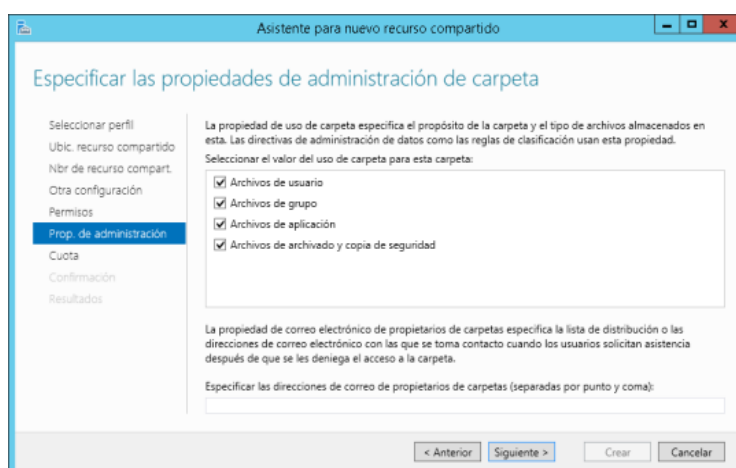 Asistente para nuevo recurso compartido
Especificar las propiedades de administración de carpeta
Seleccionar perfil
Ubic. recurso compartido
Nbr de recurso compart.
Otra configuración
Permisos
Prop. de administración
Cuota
Confirmación
Resultados
La propiedad de uso de carpeta especifica el propósito de la carpeta y el tipo de archivos almacenados en
esta. Las directivas de administración de datos como las reglas de clasificación usan esta propiedad.
Seleccionar el valor del uso de carpeta para esta carpeta:
Archivos de usuario
Archivos de grupo
Archivos de aplicación
Archivos de archivado y copia de seguridad
La propiedad de correo electrónico de propietarios de carpetas especifica la lista de distribución o las
direcciones de correo electrónico con las que se toma contacto cuando los usuarios solicitan asistencia
después de que se les deniega el acceso a la carpeta.
Especificar las direcciones de correo de propietarios de carpetas (separadas por punto y coma):
< Anterior
Siguiente >
Crear
Cancelar